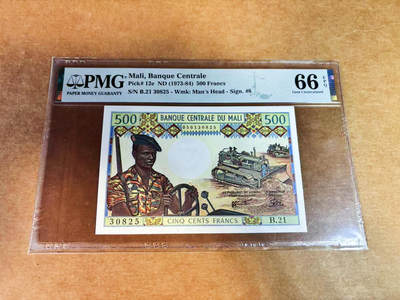 PMG
PAPER MONEY GUARANTY
Mali, Banque Centrale
Pick# 12e ND (1973-84) 500 Francs
S/N B.21 30825 - Wmk: Man's Head - Sign. #8
66 EPQ
Gem Uncirculated
500 BANQUE CENTRALE DU MALI 500
30825 CINQ CENTS FRANCS B.21